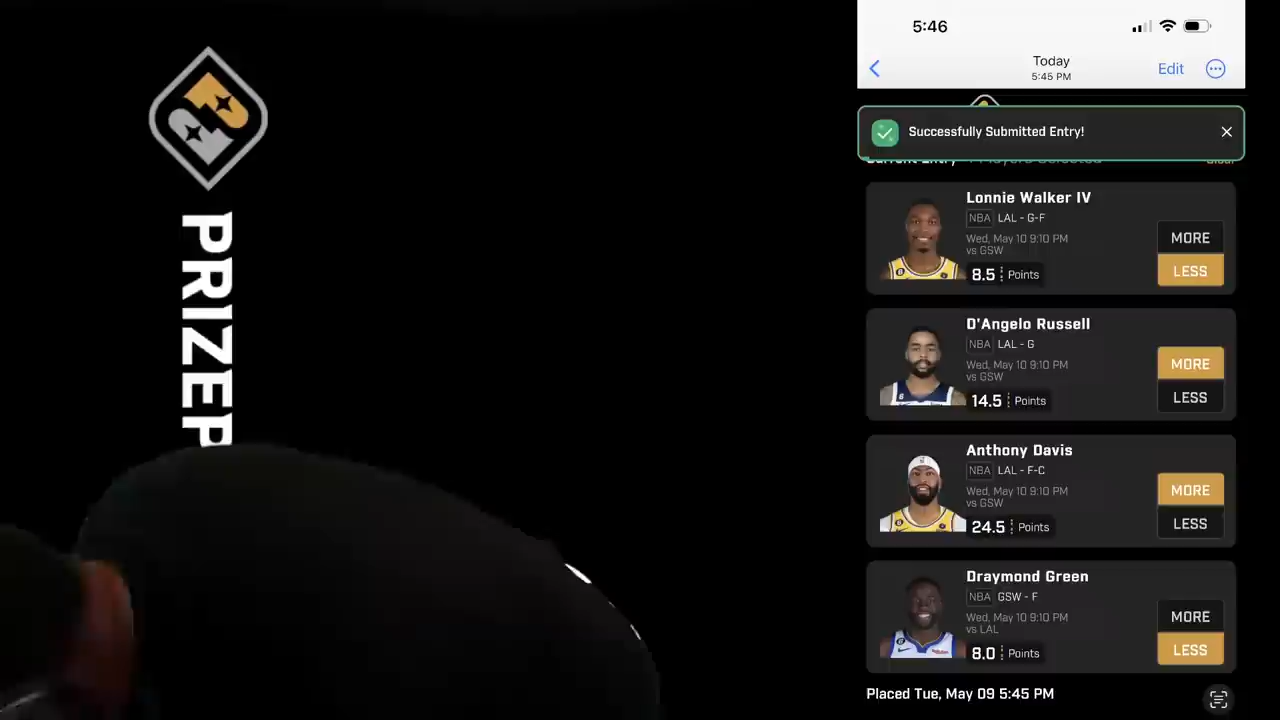 PRIZEP
5:46
Today
5:45 PM
Edit
Successfully Submitted Entry!
Current Entry
Lonnie Walker IV
NBA LAL - G-F
Wed, May 10 9:10 PM
vs GSW
8.5 Points
MORE
LESS
D'Angelo Russell
NBA LAL - G
Wed, May 10 9:10 PM
vs GSW
14.5 Points
MORE
LESS
Anthony Davis
NBA LAL - F-C
Wed, May 10 9:10 PM
vs GSW
24.5 Points
MORE
LESS
Draymond Green
NBA GSW - F
Wed, May 10 9:10 PM
vs LAL
8.0 Points
MORE
LESS
Placed Tue, May 09 5:45 PM